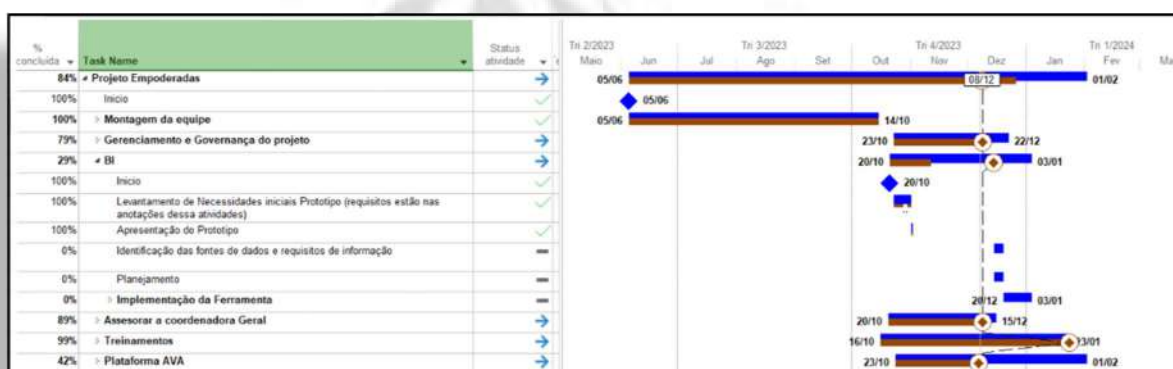 %
concluída Task Name Status
atividade
Tri 2/2023 Tri 3/2023 Tri 4/2023 Tri 1/2024
Maio Jun Jul Ago Set Out Nov Dez Jan Fev Ma
84% Projeto Empoderadas 05/06 08/12 01/02
100% Inicio 05/06
100% Montagem da equipe 05/06 14/10
79% Gerenciamento e Governança do projeto 23/10 22/12
29% BI 20/10 03/01
100% Inicio 20/10
100% Levantamento de Necessidades iniciais Prototipo (requisitos estão nas
anotações dessa atividades)
100% Apresentação do Prototipo
0% Identificação das fontes de dados e requisitos de informação
0% Planejamento
0% Implementação da Ferramenta 20/12 03/01
89% Assesorar a coordenadora Geral 20/10 15/12
99% Treinamentos 16/10 23/01
42% Plataforma AVA 23/10 01/02